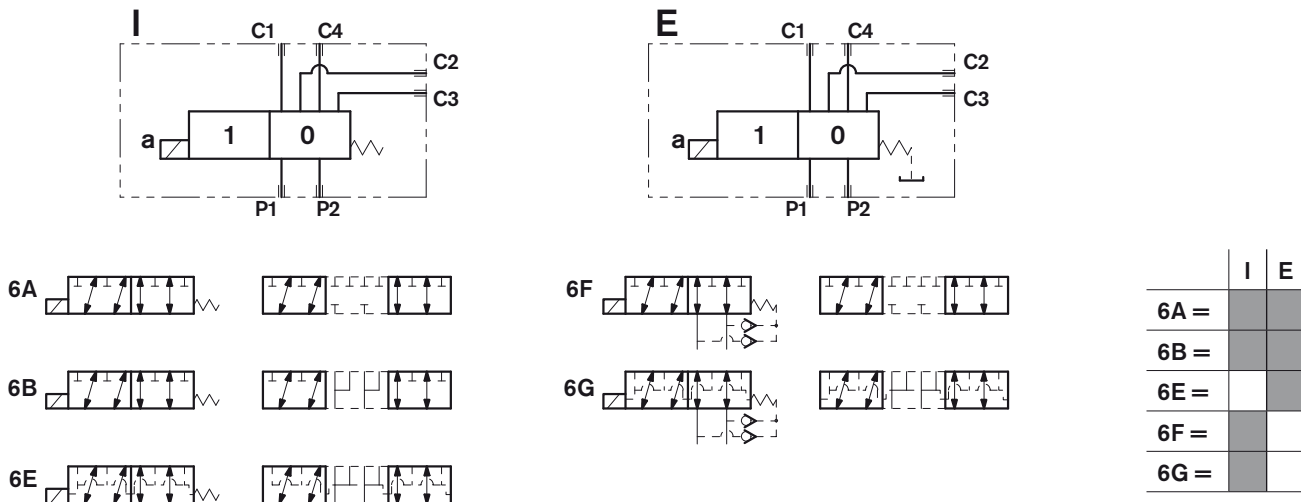 I
C1 C4
C2
C3
a 1 0
P1 P2
E
C1 C4
C2
C3
a 1 0
P1 P2
6A
6B
6E
6F
6G
I E
6A =
6B =
6E =
6F =
6G =